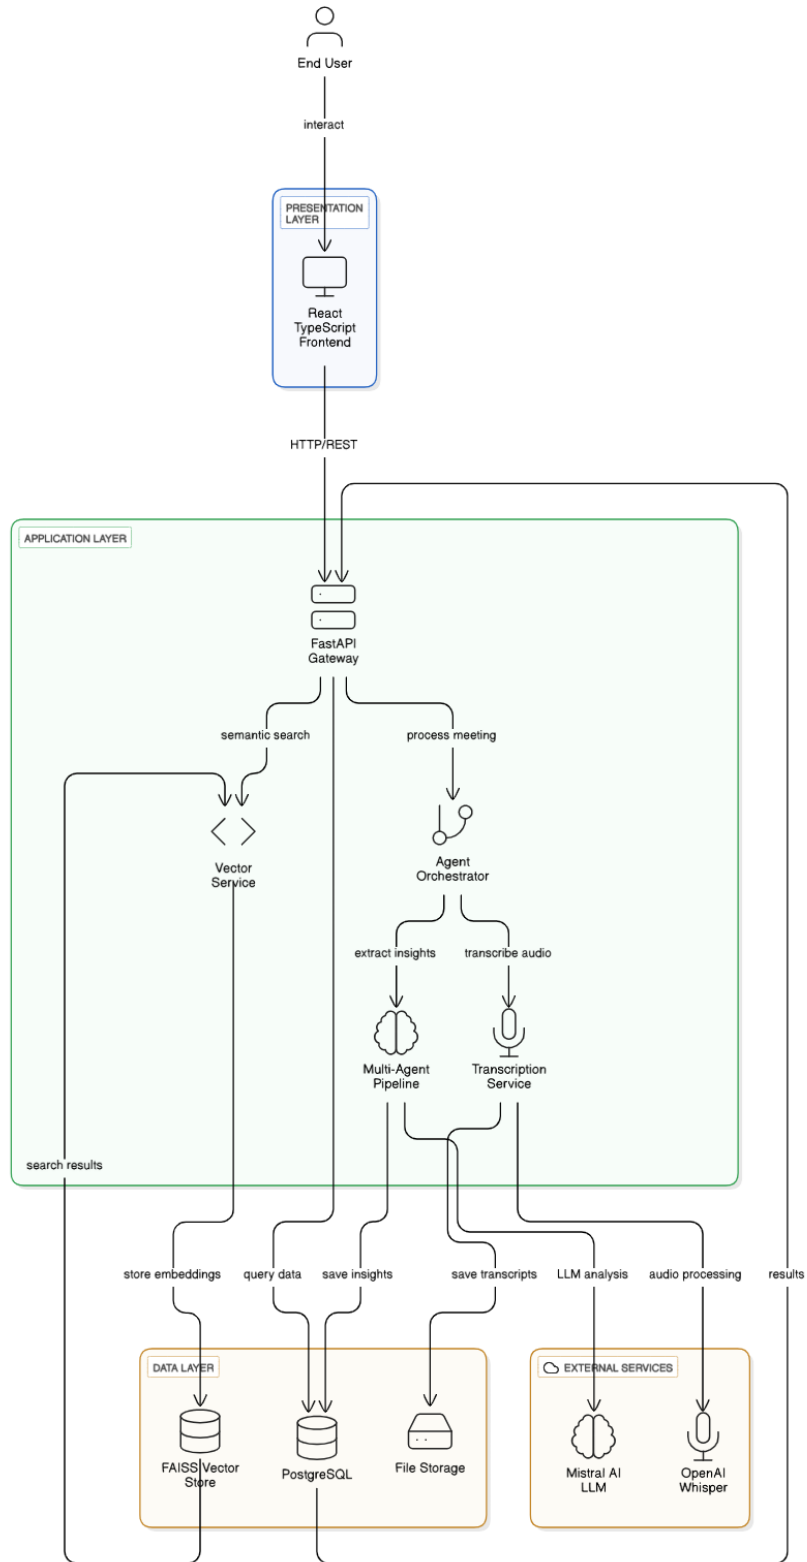 End User
interact
PRESENTATION
LAYER
React
TypeScript
Frontend
HTTP/REST
APPLICATION LAYER
FastAPI
Gateway
semantic search
process meeting
Vector
Service
Agent
Orchestrator
extract insights
transcribe audio
Multi-Agent
Pipeline
Transcription
Service
search results
store embeddings
query data
save insights
save transcripts
LLM analysis
audio processing
results
DATA LAYER
EXTERNAL SERVICES
FAISS Vector
Store
PostgreSQL
File Storage
Mistral AI
LLM
OpenAI
Whisper